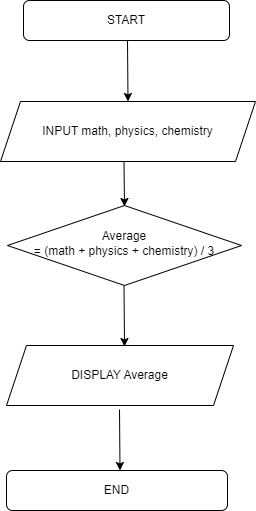 START
INPUT math, physics, chemistry
Average
= (math + physics + chemistry) / 3
DISPLAY Average
END